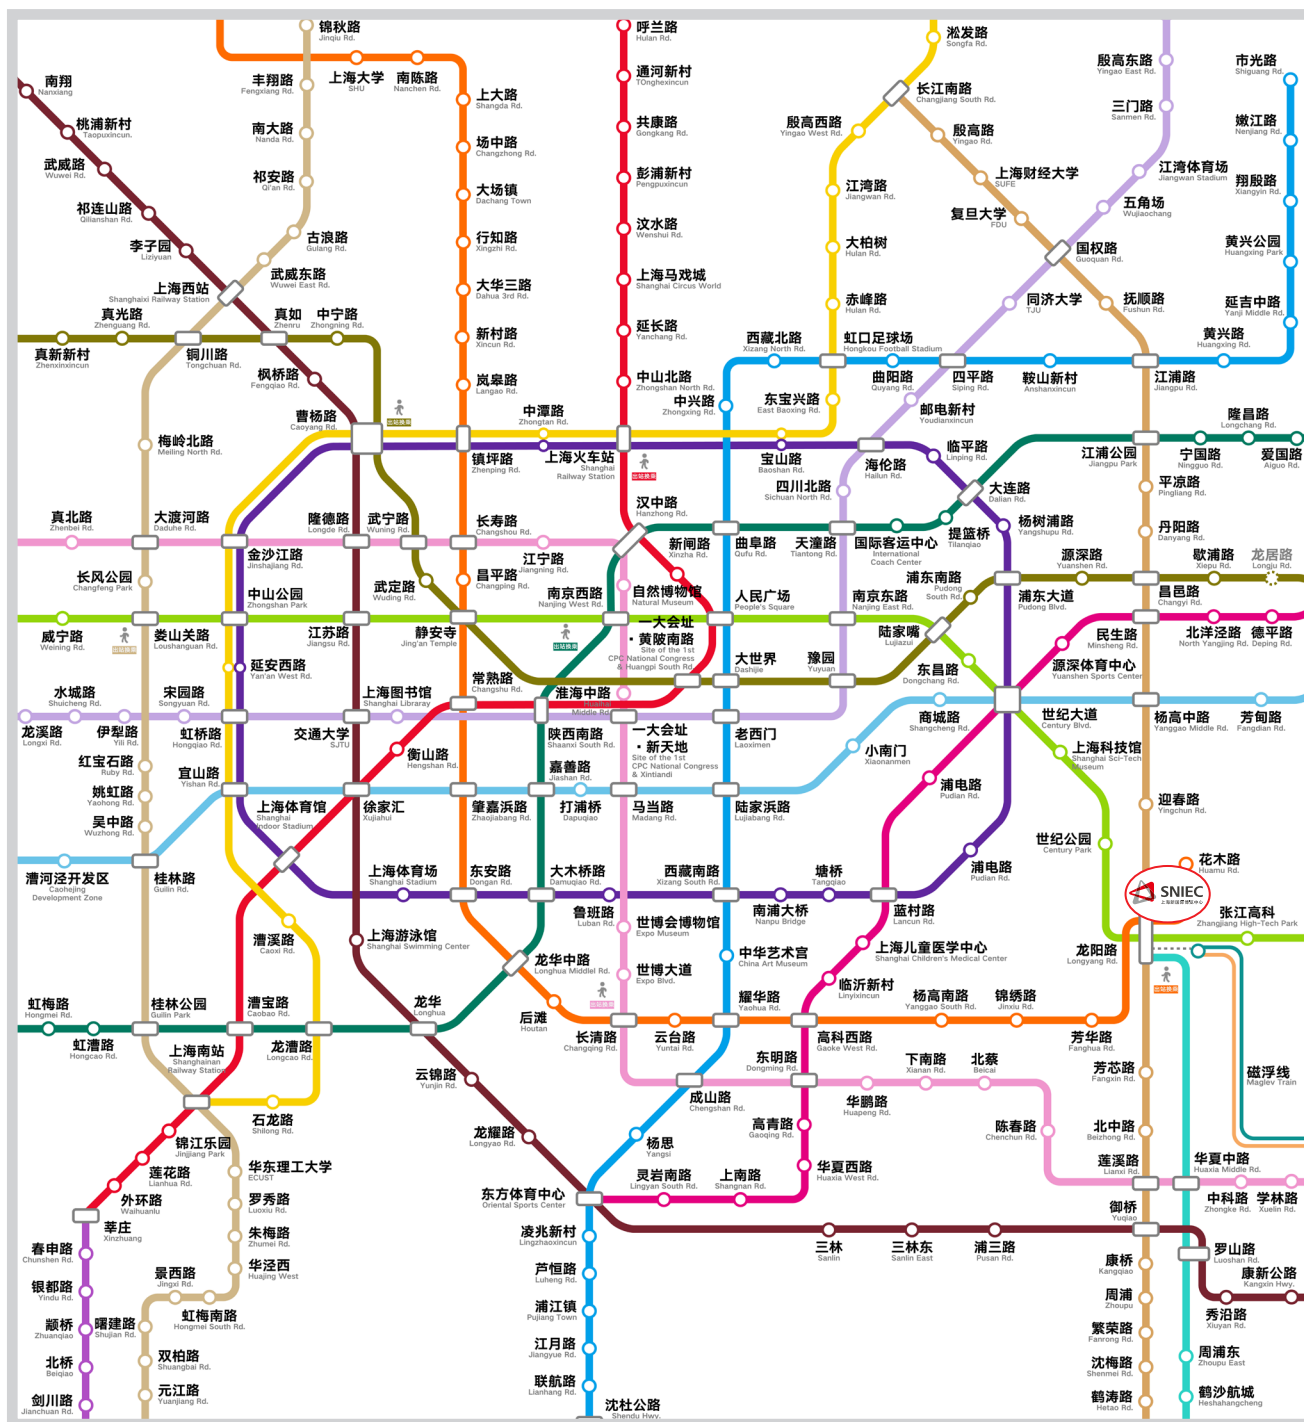 锦秋路
Jinqiu Rd.
呼兰路
Hulan Rd.
淞发路
Songfa Rd.
上海大学
SHU
南陈路
Nanchen Rd.
殷高东路
Yingao East Rd.
市光路
Shiguang Rd.
南翔
Nanxiang
丰翔路
Fengxiang Rd.
上大路
Shangda Rd.
通河新村
TOnghexincun
长江南路
Changjiang South Rd.
三门路
Sanmen Rd.
嫩江路
Nenjiang Rd.
桃浦新村
Taopuxincun.
南大路
Nanda Rd.
场中路
Changzhong Rd.
共康路
Gongkang Rd.
殷高西路
Yingao West Rd.
殷高路
Yingao Rd.
武威路
Wuwei Rd.
祁安路
Qi'an Rd.
大场镇
Dachang Town
彭浦新村
Pengpuxincun
江湾路
Jiangwan Rd.
上海财经大学
SUFE
江湾体育场
Jiangwan Stadium
翔殷路
Xiangyin Rd.
祁连山路
Qilianshan Rd.
复旦大学
FDU
五角场
Wujiaochang
李子园
Liziyuan
古浪路
Gulang Rd.
行知路
Xingzhi Rd.
汶水路
Wenshui Rd.
大柏树
Hulan Rd.
国权路
Guoquan Rd.
黄兴公园
Huangxing Park
上海西站
Shanghaixi Railway Station
武威东路
Wuwei East Rd.
大华三路
Dahua 3rd Rd.
上海马戏城
Shanghai Circus World
赤峰路
Hulan Rd.
同济大学
TJU
抚顺路
Fushun Rd.
延吉中路
Yanji Middle Rd.
真光路
Zhenguang Rd.
真如
Zhenru
中宁路
Zhongning Rd.
新村路
Xincun Rd.
延长路
Yanchang Rd.
西藏北路
Xizang North Rd.
虹口足球场
Hongkou Football Stadium
黄兴路
Huangxing Rd.
真新新村
Zhenxinxincun
铜川路
Tongchuan Rd.
枫桥路
Fengqiao Rd.
岚皋路
Langao Rd.
中山北路
Zhongshan North Rd.
曲阳路
Quyang Rd.
四平路
Siping Rd.
鞍山新村
Anshanxincun
江浦路
Jiangpu Rd.
曹杨路
Caoyang Rd.
出站换乘
中潭路
Zhongtan Rd.
中兴路
Zhongxing Rd.
东宝兴路
East Baoxing Rd.
邮电新村
Youdianxincun
隆昌路
Longchang Rd.
梅岭北路
Meiling North Rd.
镇坪路
Zhenping Rd.
上海火车站
Shanghai
Railway Station
出站换乘
宝山路
Baoshan Rd.
海伦路
Hailun Rd.
临平路
Linping Rd.
江浦公园
Jiangpu Park
宁国路
Ningguo Rd.
爱国路
Aiguo Rd.
四川北路
Sichuan North Rd.
大连路
Dalian Rd.
平凉路
Pingliang Rd.
真北路
Zhenbei Rd.
大渡河路
Daduhe Rd.
金沙江路
Jinshajiang Rd.
隆德路
Longde Rd.
武宁路
Wuning Rd.
长寿路
Changshou Rd.
江宁路
Jiangning Rd.
汉中路
Hanzhong Rd.
新闸路
Xinzha Rd.
曲阜路
Qufu Rd.
天潼路
Tiantong Rd.
国际客运中心
International
Coach Center
提篮桥
Tilanqiao
杨树浦路
Yangshupu Rd.
丹阳路
Danyang Rd.
长风公园
Changfeng Park
武定路
Wuding Rd.
昌平路
Changping Rd.
南京西路
Nanjing West Rd.
自然博物馆
Natural Museum
人民广场
People's Square
南京东路
Nanjing East Rd.
浦东南路
Pudong
South Rd.
源深路
Yuanshen Rd.
浦东大道
Pudong Blvd.
歇浦路
Xiepu Rd.
龙居路
Longju Rd.
昌邑路
Changyi Rd.
威宁路
Weining Rd.
出站换乘
娄山关路
Loushanguan Rd.
中山公园
Zhongshan Park
江苏路
Jiangsu Rd.
静安寺
Jing'an Temple
出站换乘
一大会址
·黄陂南路
Site of the 1st
CPC National Congress
& Huangpi South Rd.
陆家嘴
Lujiazui
民生路
Minsheng Rd.
北洋泾路
North Yangjing Rd.
德平路
Deping Rd.
延安西路
Yan'an West Rd.
常熟路
Changshu Rd.
大世界
Dashijie
豫园
Yuyuan
东昌路
Dongchang Rd.
源深体育中心
Yuanshen Sports Center
水城路
Shuicheng Rd.
宋园路
Songyuan Rd.
上海图书馆
Shanghai Libraray
淮海中路
Huaihai
Middle Rd.
龙溪路
Longxi Rd.
伊犁路
Yili Rd.
虹桥路
Hongqiao Rd.
交通大学
SJTU
陕西南路
Shaanxi South Rd.
一大会址
·新天地
Site of the 1st
CPC National Congress
& Xintiandi
老西门
Laoximen
商城路
Shangcheng Rd.
世纪大道
Century Blvd.
杨高中路
Yanggao Middle Rd.
芳甸路
Fangdian Rd.
红宝石路
Ruby Rd.
衡山路
Hengshan Rd.
小南门
Xiaonanmen
上海科技馆
Shanghai Sci-Tech
Museum
姚虹路
Yaohong Rd.
宜山路
Yishan Rd.
嘉善路
Jiashan Rd.
浦电路
Pudian Rd.
吴中路
Wuzhong Rd.
上海体育馆
Shanghai
Indoor Stadium
徐家汇
Xujiahui
肇嘉浜路
Zhaojiabang Rd.
打浦桥
Dapuqiao
马当路
Madang Rd.
陆家浜路
Lujiabang Rd.
迎春路
Yingchun Rd.
世纪公园
Century Park
漕河泾开发区
Caohejing
Development Zone
桂林路
Guilin Rd.
上海体育场
Shanghai Stadium
东安路
Dongan Rd.
大木桥路
Damuqiao Rd.
鲁班路
Luban Rd.
西藏南路
Xizang South Rd.
南浦大桥
Nanpu Bridge
塘桥
Tangqiao
蓝村路
Lancun Rd.
浦电路
Pudian Rd.
花木路
Huamu Rd.
SNIEC
上海新国际博览中心
张江高科
Zhangjiang High-Tech Park
漕溪路
Caoxi Rd.
上海游泳馆
Shanghai Swimming Center
世博会博物馆
Expo Museum
中华艺术宫
China Art Museum
上海儿童医学中心
Shanghai Children's Medical Center
龙阳路
Longyang Rd.
出站换乘
龙华中路
Longhua Middlel Rd.
世博大道
Expo Blvd.
临沂新村
Linyixincun
虹梅路
Hongmei Rd.
桂林公园
Guilin Park
漕宝路
Caobao Rd.
龙华
Longhua
后滩
Houtan
出站换乘
耀华路
Yaohua Rd.
杨高南路
Yanggao South Rd.
锦绣路
Jinxiu Rd.
虹漕路
Hongcao Rd.
龙漕路
Longcao Rd.
长清路
Changqing Rd.
云台路
Yuntai Rd.
高科西路
Gaoke West Rd.
芳华路
Fanghua Rd.
上海南站
Shanghainan
Railway Station
云锦路
Yunjin Rd.
东明路
Dongming Rd.
下南路
Xianan Rd.
北蔡
Beicai
芳芯路
Fangxin Rd.
磁浮线
Maglev Train
石龙路
Shilong Rd.
成山路
Chengshan Rd.
华鹏路
Huapeng Rd.
锦江乐园
Jinjiang Park
龙耀路
Longyao Rd.
杨思
Yangsi
高青路
Gaoqing Rd.
陈春路
Chenchun Rd.
北中路
Beizhong Rd.
莲花路
Lianhua Rd.
华东理工大学
ECUST
华夏西路
Huaxia West Rd.
莲溪路
Lianxi Rd.
华夏中路
Huaxia Middle Rd.
外环路
Waihuanlu
罗秀路
Luoxiu Rd.
东方体育中心
Oriental Sports Center
灵岩南路
Lingyan South Rd.
上南路
Shangnan Rd.
中科路
Zhongke Rd.
学林路
Xuelin Rd.
莘庄
Xinzhuang
朱梅路
Zhumei Rd.
凌兆新村
Lingzhaoxincun
三林
Sanlin
三林东
Sanlin East
浦三路
Pusan Rd.
御桥
Yuqiao
春申路
Chunshen Rd.
华泾西
Huajing West
芦恒路
Luheng Rd.
康桥
Kangqiao
罗山路
Luoshan Rd.
康新公路
Kangxin Hwy.
银都路
Yindu Rd.
景西路
Jingxi Rd.
虹梅南路
Hongmei South Rd.
浦江镇
Pujiang Town
周浦
Zhoupu
秀沿路
Xiuyan Rd.
颛桥
Zhuanqiao
曙建路
Shujian Rd.
江月路
Jiangyue Rd.
繁荣路
Fanrong Rd.
北桥
Beiqiao
双柏路
Shuangbai Rd.
联航路
Lianhang Rd.
沈梅路
Shenmei Rd.
周浦东
Zhoupu East
剑川路
Jianchuan Rd.
元江路
Yuanjiang Rd.
沈杜公路
Shendu Hwy.
鹤涛路
Hetao Rd.
鹤沙航城
Heshahangcheng